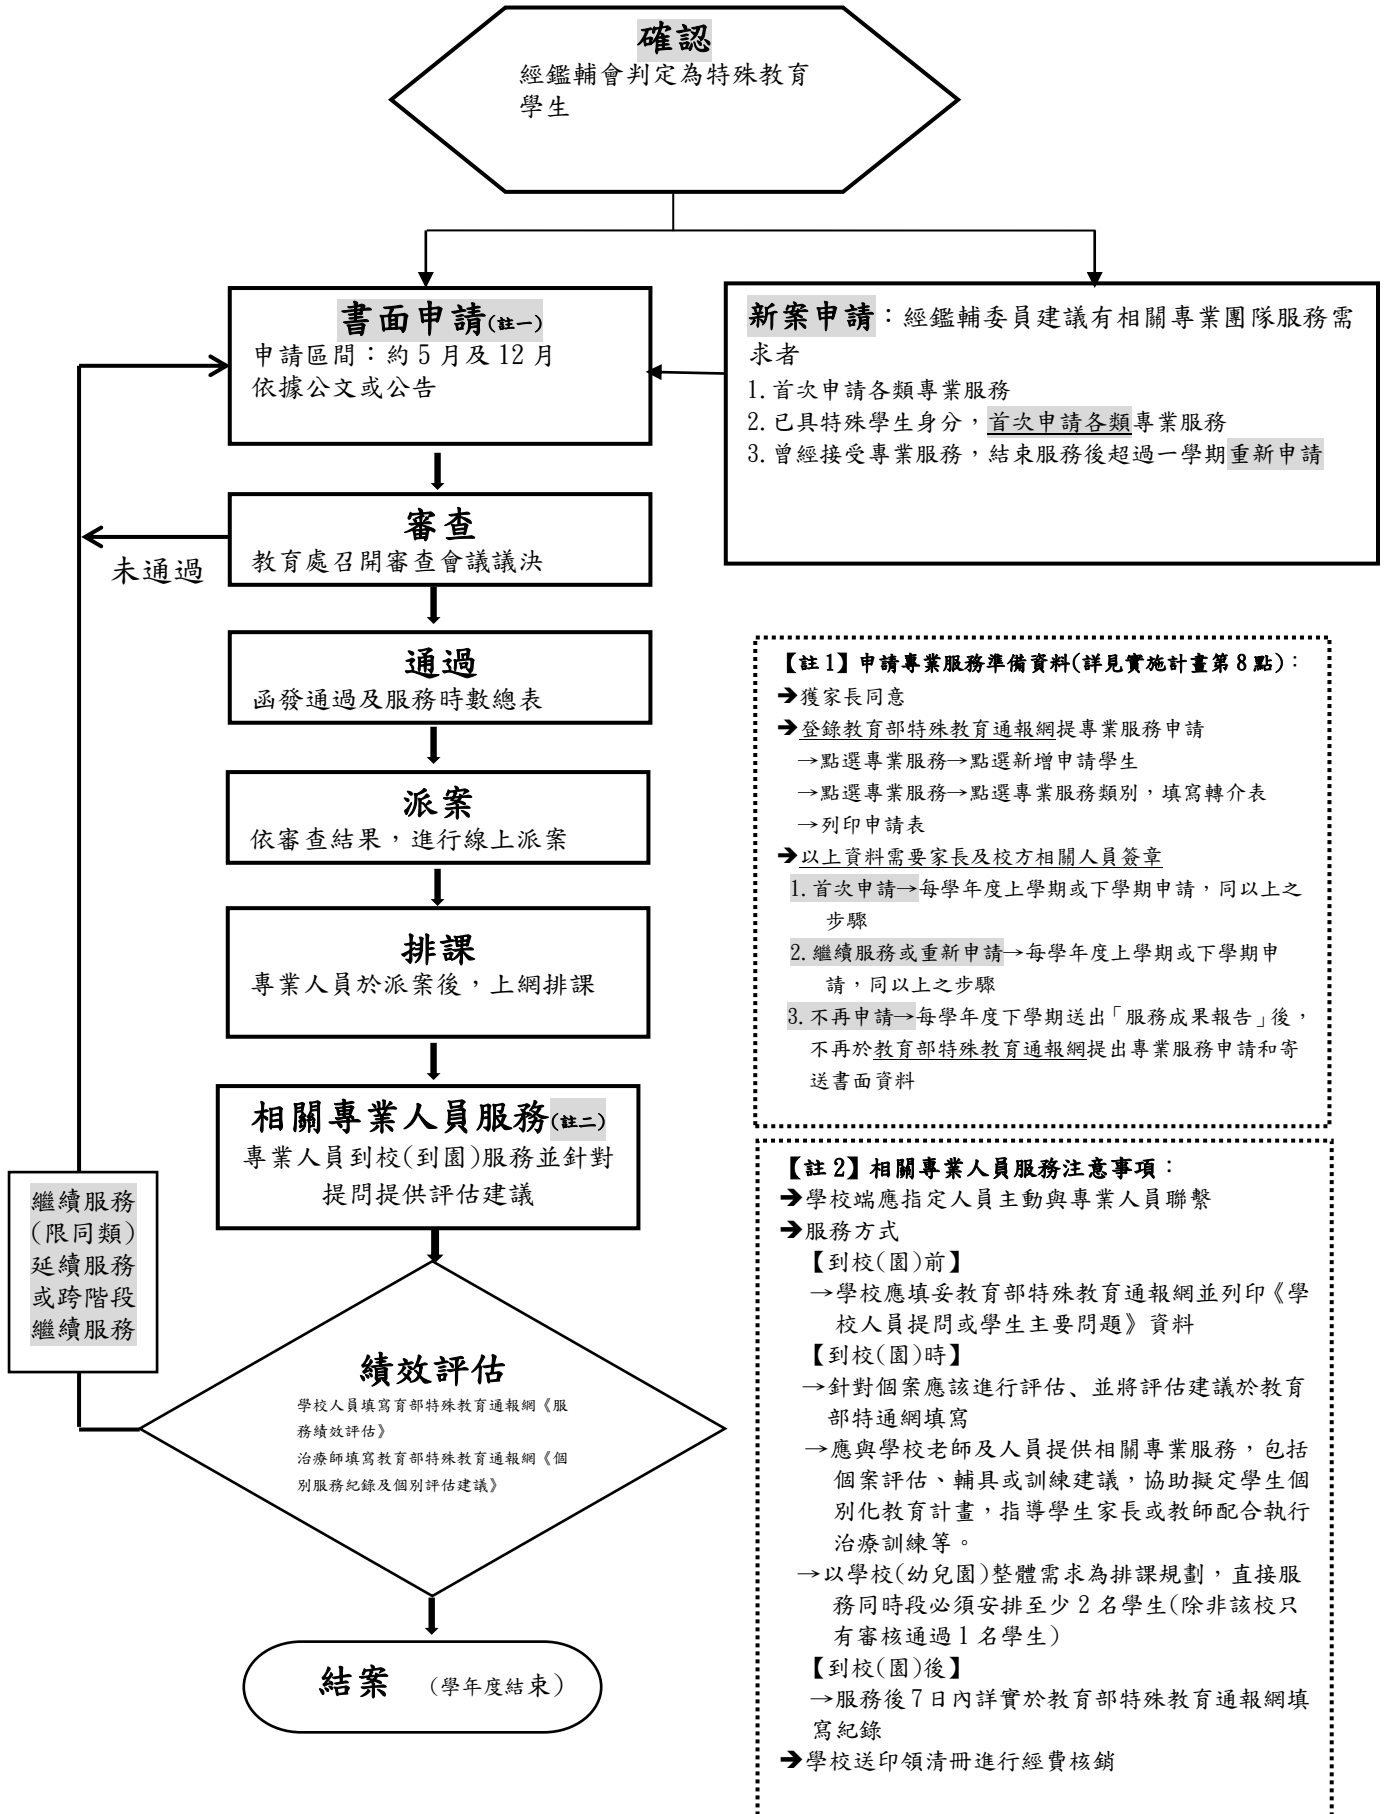 確認
經鑑輔會判定為特殊教育
學生
書面申請(註一)
申請區間：約 5 月及 12 月
依據公文或公告
新案申請：經鑑輔委員建議有相關專業團隊服務需
求者
1.首次申請各類專業服務
2.已具特殊學生身分，首次申請各類專業服務
3.曾經接受專業服務，結束服務後超過一學期重新申請
審查
教育處召開審查會議議決
未通過
通過
函發通過及服務時數總表
派案
依審查結果，進行線上派案
排課
專業人員於派案後，上網排課
相關專業人員服務(註二)
專業人員到校(到園)服務並針對
提問提供評估建議
繼續服務
(限同類)
延續服務
或跨階段
繼續服務
績效評估
學校人員填寫育部特殊教育通報網《服
務績效評估》
治療師填寫教育部特殊教育通報網《個
別服務紀錄及個別評估建議》
結案 (學年度結束)
【註 1】申請專業服務準備資料(詳見實施計畫第 8 點)：
➔獲家長同意
➔登錄教育部特殊教育通報網提專業服務申請
→點選專業服務→點選新增申請學生
→點選專業服務→點選專業服務類別，填寫轉介表
→列印申請表
➔以上資料需要家長及校方相關人員簽章
1.首次申請→每學年度上學期或下學期申請，同以上之
步驟
2.繼續服務或重新申請→每學年度上學期或下學期申
請，同以上之步驟
3.不再申請→每學年度下學期送出「服務成果報告」後，
不再於教育部特殊教育通報網提出專業服務申請和寄
送書面資料
【註 2】相關專業人員服務注意事項：
➔學校端應指定人員主動與專業人員聯繫
➔服務方式
【到校(園)前】
→學校應填妥教育部特殊教育通報網並列印《學
校人員提問或學生主要問題》資料
【到校(園)時】
→針對個案應該進行評估、並將評估建議於教育
部特通網填寫
→應與學校老師及人員提供相關專業服務，包括
個案評估、輔具或訓練建議，協助擬定學生個
別化教育計畫，指導學生家長或教師配合執行
治療訓練等。
→以學校(幼兒園)整體需求為排課規劃，直接服
務同時段必須安排至少 2 名學生(除非該校只
有審核通過 1 名學生)
【到校(園)後】
→服務後 7 日內詳實於教育部特殊教育通報網填
寫紀錄
➔學校送印領清冊進行經費核銷